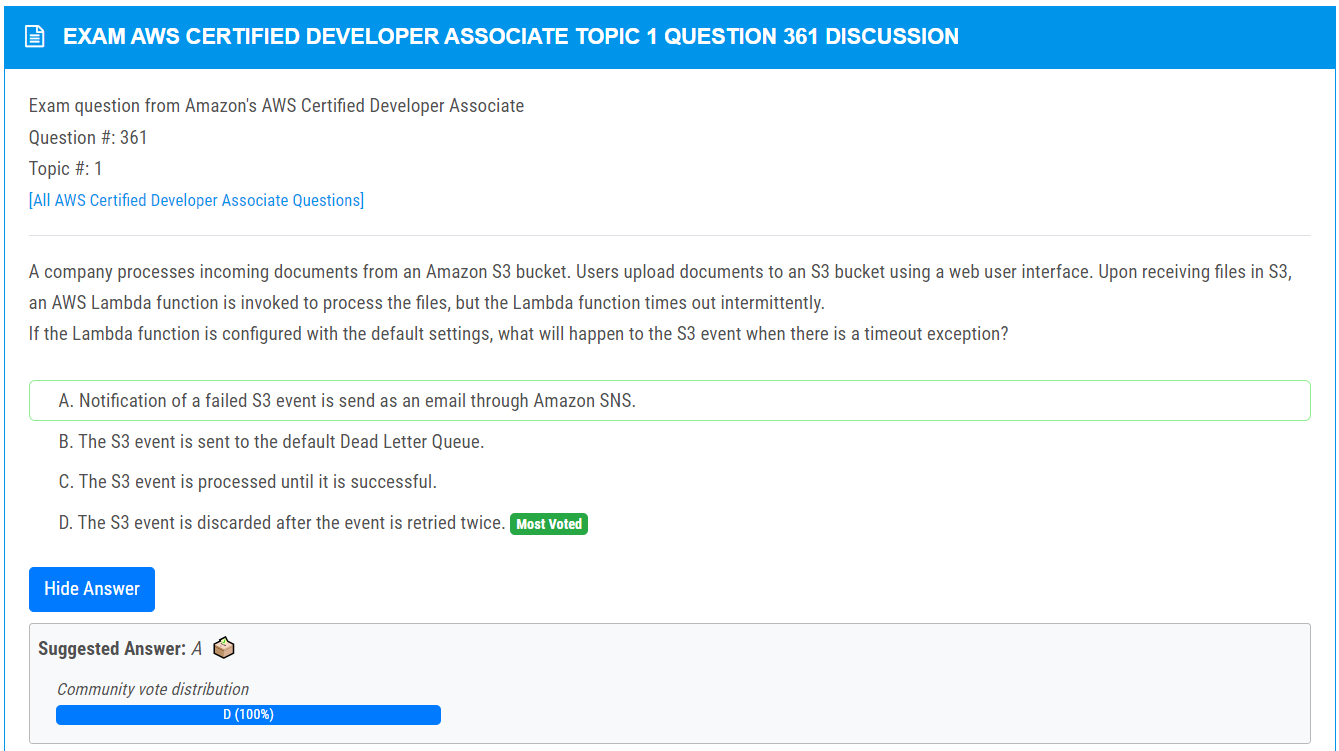 EXAM AWS CERTIFIED DEVELOPER ASSOCIATE TOPIC 1 QUESTION 361 DISCUSSION
Exam question from Amazon's AWS Certified Developer Associate
Question #: 361
Topic #: 1
[All AWS Certified Developer Associate Questions]
A company processes incoming documents from an Amazon S3 bucket. Users upload documents to an S3 bucket using a web user interface. Upon receiving files in S3,
an AWS Lambda function is invoked to process the files, but the Lambda function times out intermittently.
If the Lambda function is configured with the default settings, what will happen to the S3 event when there is a timeout exception?
A. Notification of a failed S3 event is send as an email through Amazon SNS.
B. The S3 event is sent to the default Dead Letter Queue.
C. The S3 event is processed until it is successful.
D. The S3 event is discarded after the event is retried twice. Most Voted
Hide Answer
Suggested Answer: A
Community vote distribution
D (100%)